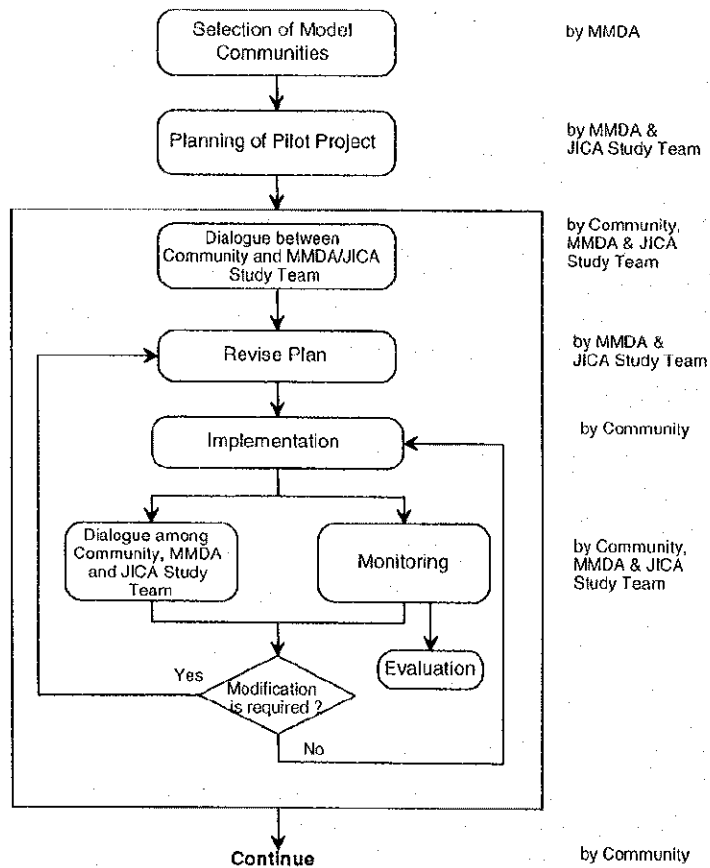 Selection of Model
Communities
by MMDA
Planning of Pilot Project
by MMDA &
JICA Study Team
Dialogue between
Community and MMDA/JICA
Study Team
by Community,
MMDA & JICA
Study Team
Revise Plan
by MMDA &
JICA Study Team
Implementation
by Community
Dialogue among
Community, MMDA
and JICA Study
Team
Monitoring
by Community,
MMDA & JICA
Study Team
Evaluation
Yes
Modification
is required ?
No
Continue
by Community